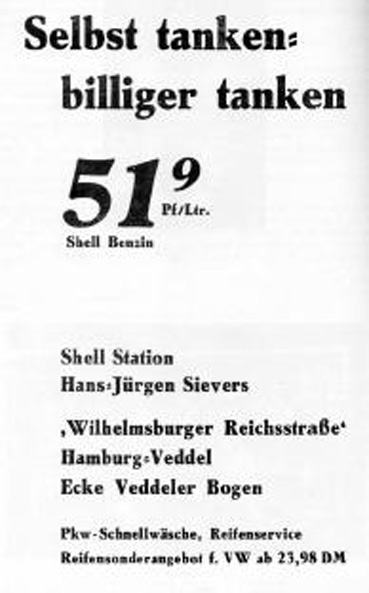 Selbst tanken:
billiger tanken
51⁹
Pf/Ltr.
Shell Benzin
Shell Station
Hans-Jürgen Sievers
‚Wilhelmsburger Reichsstraße‘
Hamburg-Veddel
Ecke Veddeler Bogen
Pkw-Schnellwäsche, Reifenservice
Reifensonderangebot f. VW ab 23,98 DM